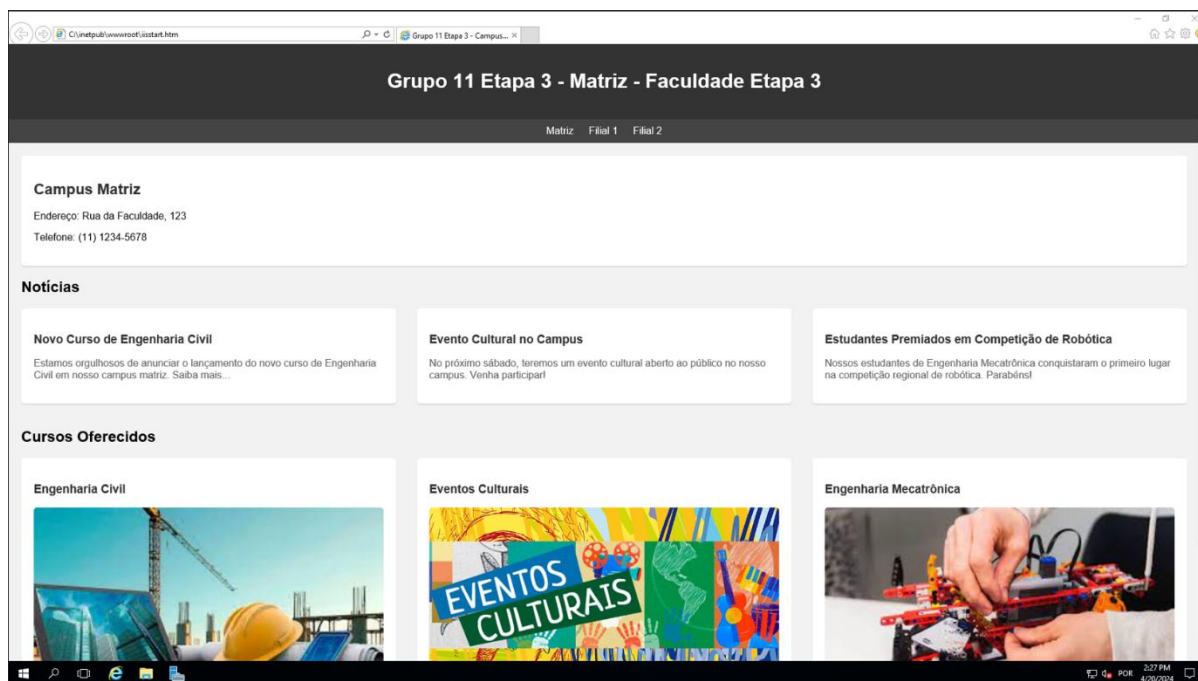 C:\inetpub\wwwroot\iisstart.htm
Grupo 11 Etapa 3 - Campus...
Grupo 11 Etapa 3 - Matriz - Faculdade Etapa 3
Matriz Filial 1 Filial 2
Campus Matriz
Endereço: Rua da Faculdade, 123
Telefone: (11) 1234-5678
Notícias
Novo Curso de Engenharia Civil
Estamos orgulhosos de anunciar o lançamento do novo curso de Engenharia
Civil em nosso campus matriz. Saiba mais...
Evento Cultural no Campus
No próximo sábado, teremos um evento cultural aberto ao público no nosso
campus. Venha participar!
Estudantes Premiados em Competição de Robótica
Nossos estudantes de Engenharia Mecatrônica conquistaram o primeiro lugar
na competição regional de robótica. Parabéns!
Cursos Oferecidos
Engenharia Civil
Eventos Culturais
EVENTOS
CULTURAIS
Engenharia Mecatrônica
POR
2:27 PM
4/20/2024